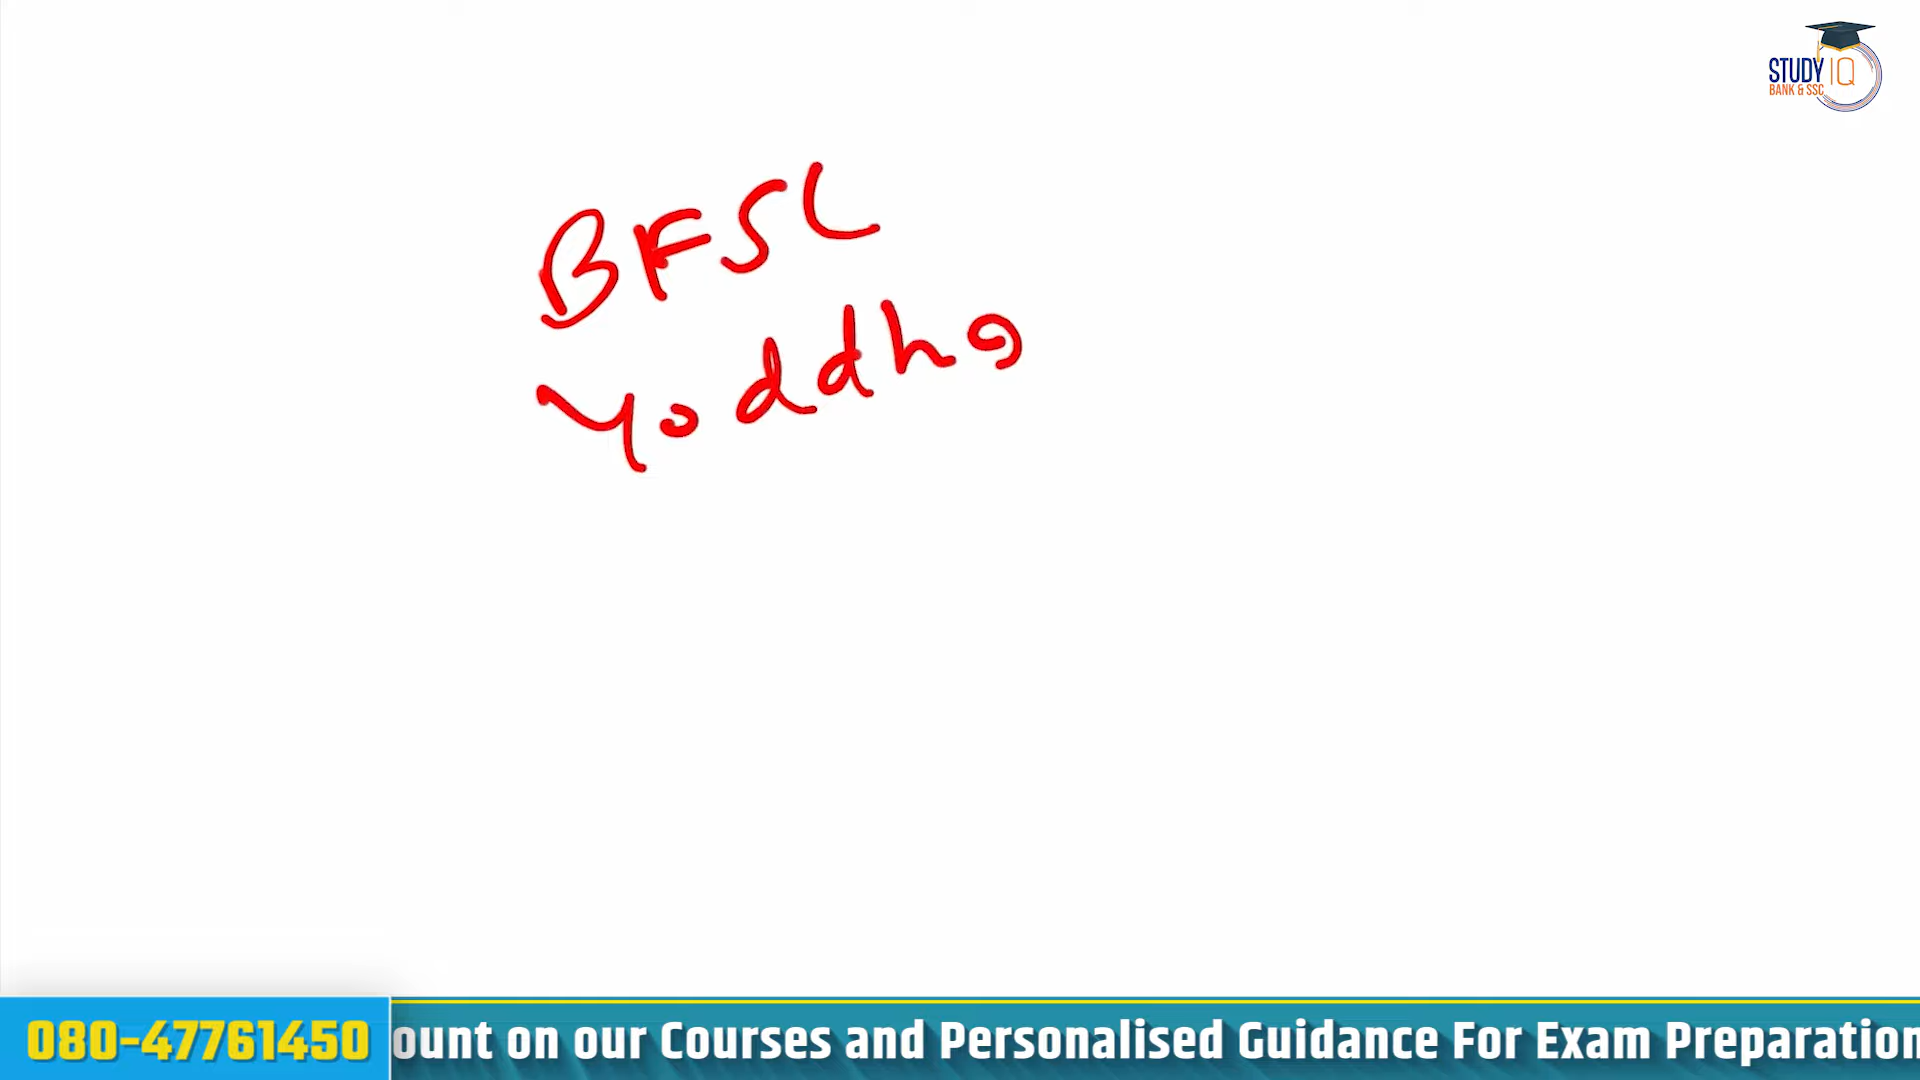 STUDY IQ
BANK & SSC
BFSL
Yoddha
080-47761450
ount on our Courses and Personalised Guidance For Exam Preparation